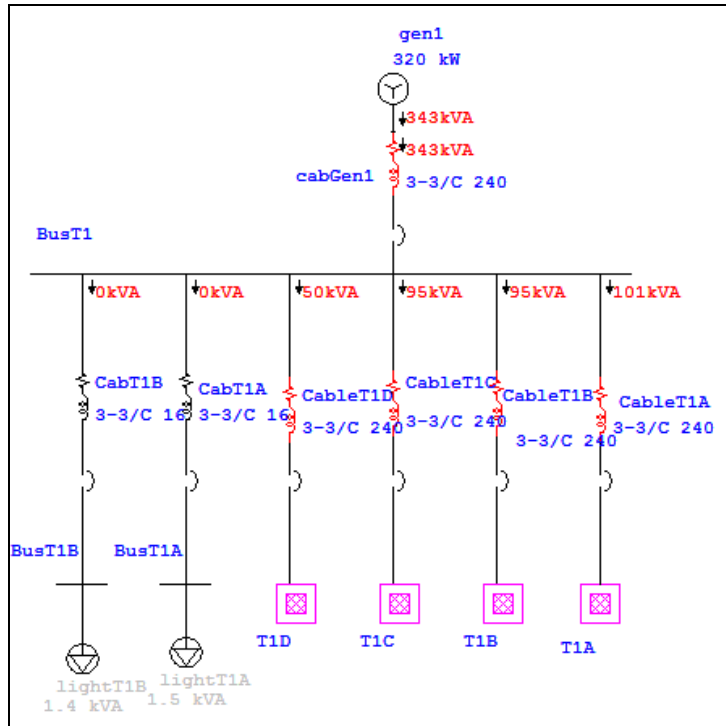 gen1
320 kW
343kVA
343kVA
cabGen1
3-3/C 240
BusT1
0kVA
0kVA
50kVA
95kVA
95kVA
101kVA
CabT1B
CabT1A
CableT1D
CableT1C
CableT1B
CableT1A
3-3/C 16
3-3/C 16
3-3/C 240
3-3/C 240
3-3/C 240
3-3/C 240
BusT1B
BusT1A
T1D
T1C
T1B
T1A
lightT1B
1.4 kVA
lightT1A
1.5 kVA